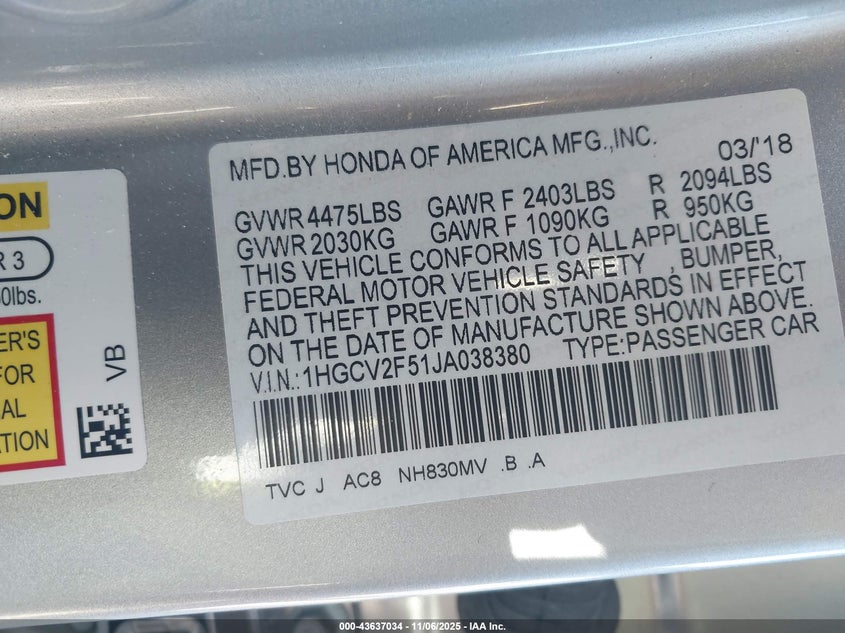 MFD.BY HONDA OF AMERICA MFG.,INC. 03/'18
GVWR 4475LBS GAWR F 2403LBS R 2094LBS
GVWR 2030KG GAWR F 1090KG R 950KG
THIS VEHICLE CONFORMS TO ALL APPLICABLE
FEDERAL MOTOR VEHICLE SAFETY , BUMPER,
AND THEFT PREVENTION STANDARDS IN EFFECT
ON THE DATE OF MANUFACTURE SHOWN ABOVE.
V.I.N.:1HGCV2F51JA038380 TYPE:PASSENGER CAR
TVC J AC8 NH830MV .B .A
ON
R 3
0lbs.
ER'S
FOR
AL
ATION
VB
000-43637034 — 11/06/2025 — IAA Inc.